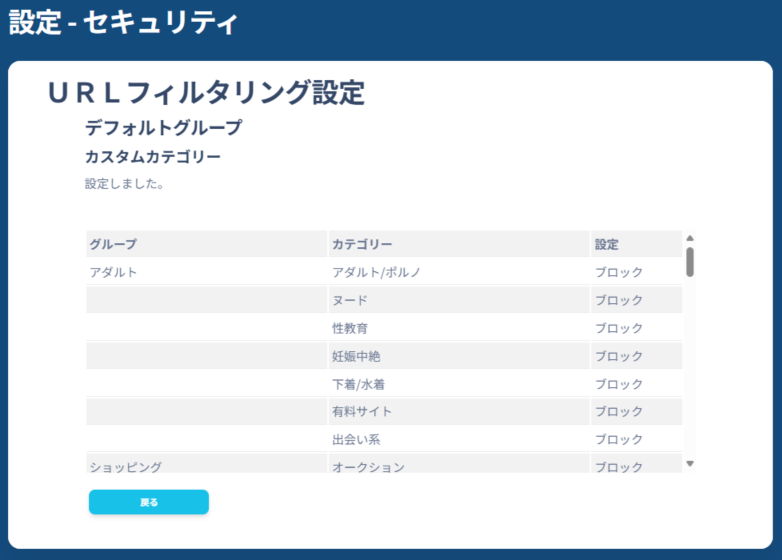 設定 - セキュリティ
ＵＲＬフィルタリング設定
デフォルトグループ
カスタムカテゴリー
設定しました。
グループ カテゴリー 設定
アダルト アダルト/ポルノ ブロック
ヌード ブロック
性教育 ブロック
妊娠中絶 ブロック
下着/水着 ブロック
有料サイト ブロック
出会い系 ブロック
ショッピング オークション ブロック
戻る